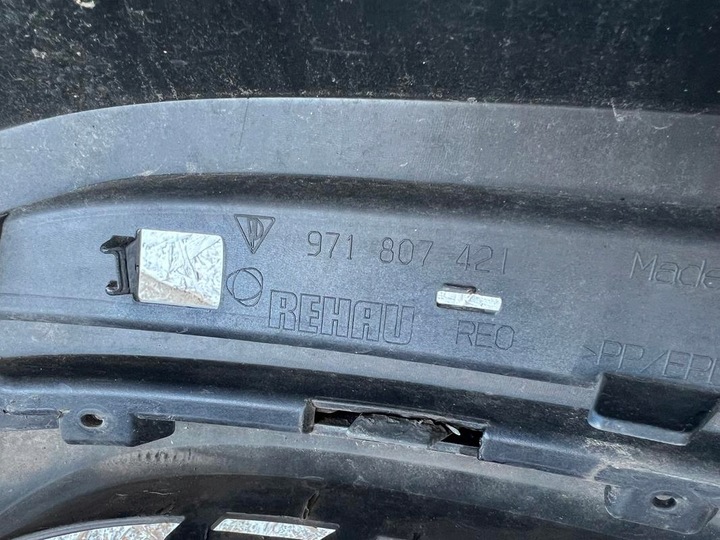 971 807 421
Made
REHAU
REO
>PP/EP